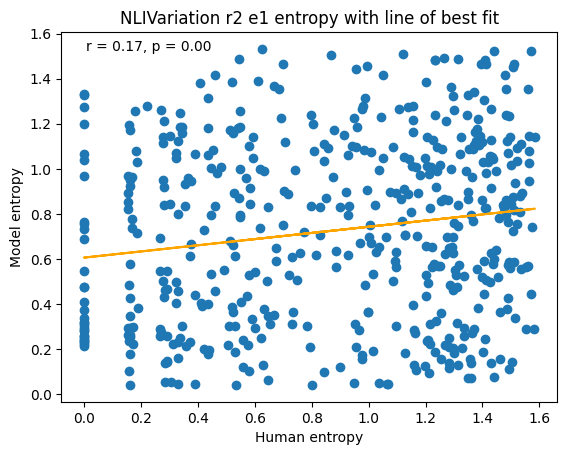 NLIVariation r2 e1 entropy with line of best fit
r = 0.17, p = 0.00
Model entropy
1.6
1.4
1.2
1.0
0.8
0.6
0.4
0.2
0.0
0.0 0.2 0.4 0.6 0.8 1.0 1.2 1.4 1.6
Human entropy